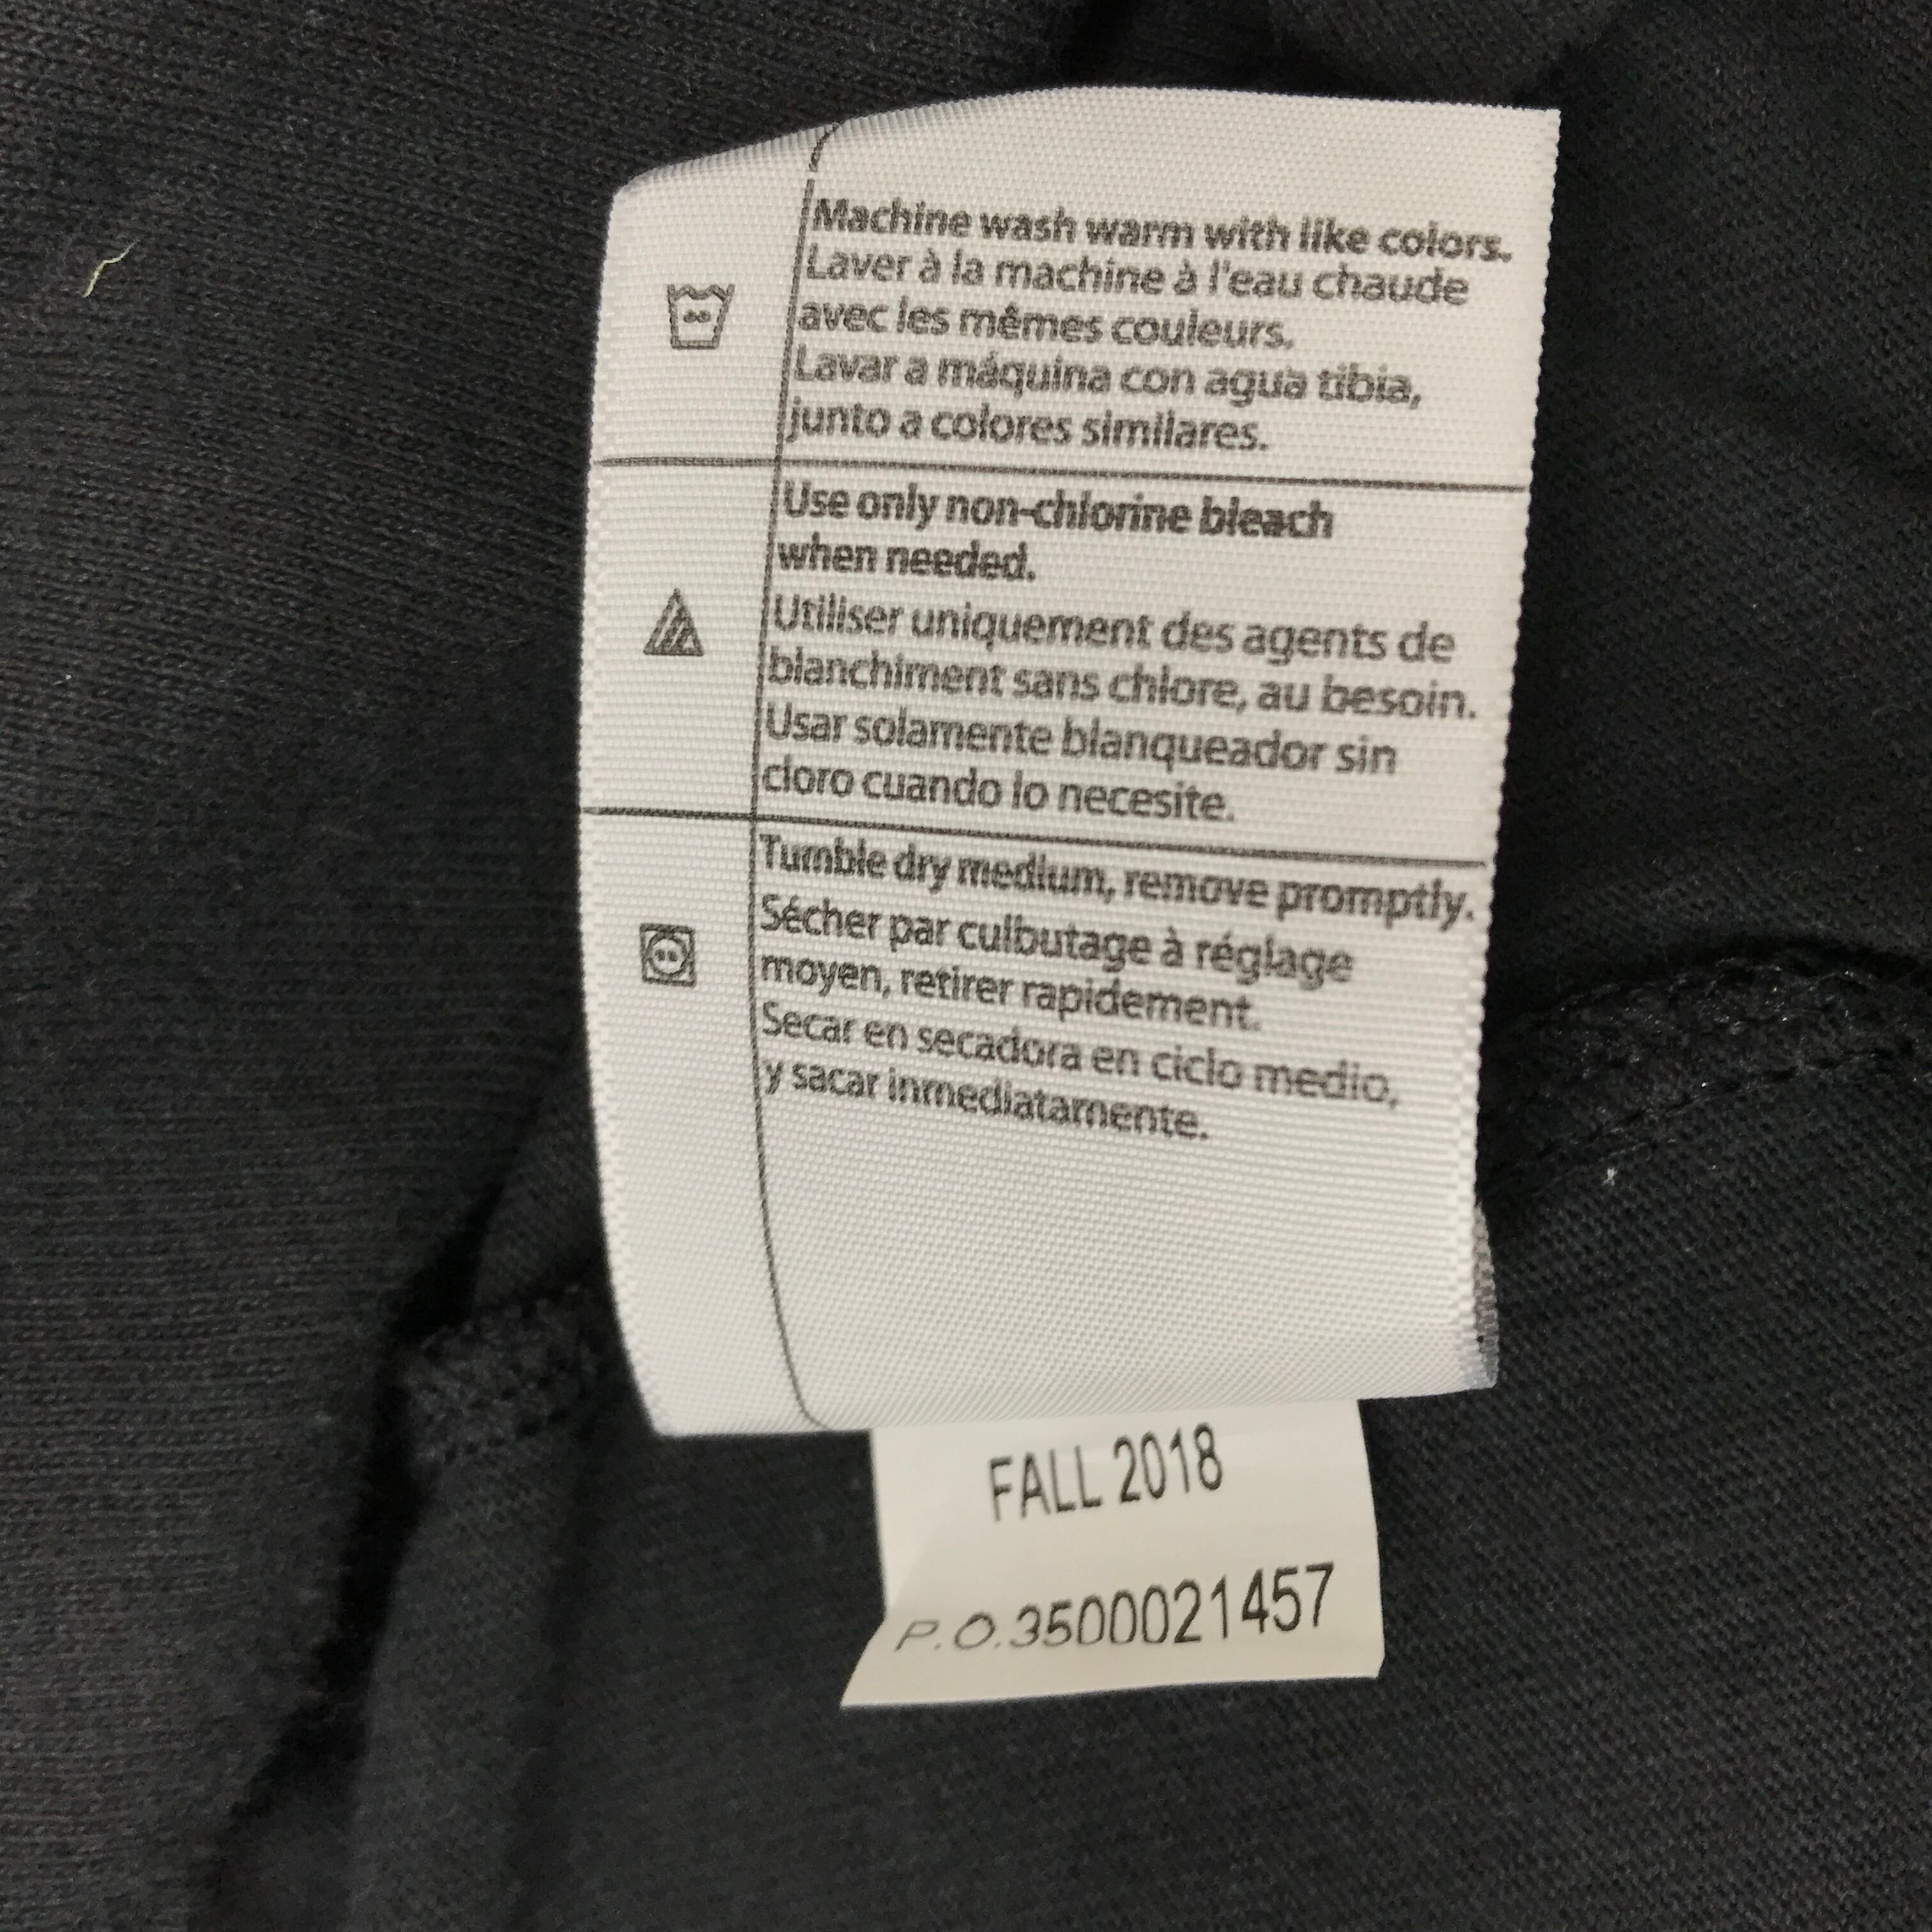 Machine wash warm with like colors.
Laver à la machine à l'eau chaude
avec les mêmes couleurs.
Lavar a máquina con agua tibia,
junto a colores similares.
Use only non-chlorine bleach
when needed.
Utiliser uniquement des agents de
blanchiment sans chlore, au besoin.
Usar solamente blanqueador sin
cloro cuando lo necesite.
Tumble dry medium, remove promptly.
Sécher par culbutage à réglage
moyen, retirer rapidement.
Secar en secadora en ciclo medio,
y sacar inmediatamente.
FALL 2018
P.O.3500021457